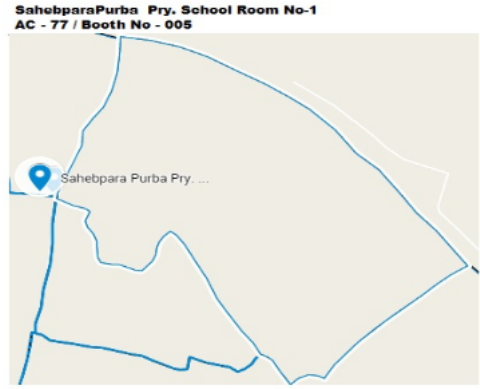 SahebparaPurba Pry. School Room No-1
AC - 77 / Booth No - 005
Sahebpara Purba Pry. ...